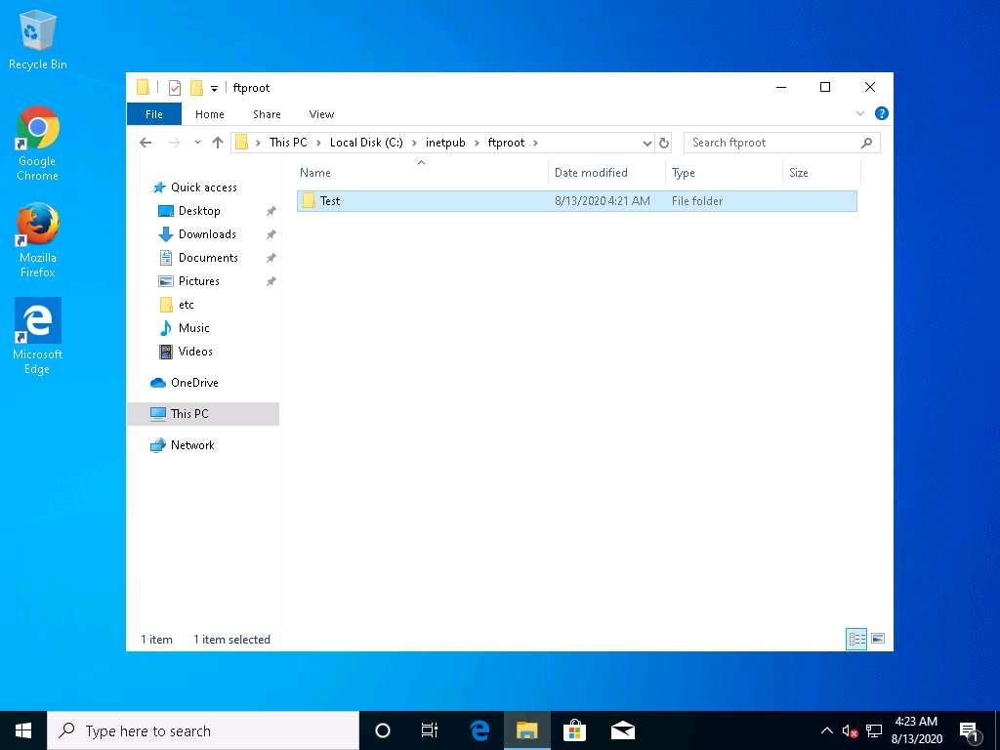 Recycle Bin
Google
Chrome
Mozilla
Firefox
Microsoft
Edge
ftproot
File Home Share View
This PC Local Disk (C:) inetpub ftproot
Search ftproot
Name Date modified Type Size
Test 8/13/2020 4:21 AM File folder
Quick access
Desktop
Downloads
Documents
Pictures
etc
Music
Videos
OneDrive
This PC
Network
1 item 1 item selected
Type here to search
4:23 AM
8/13/2020
1